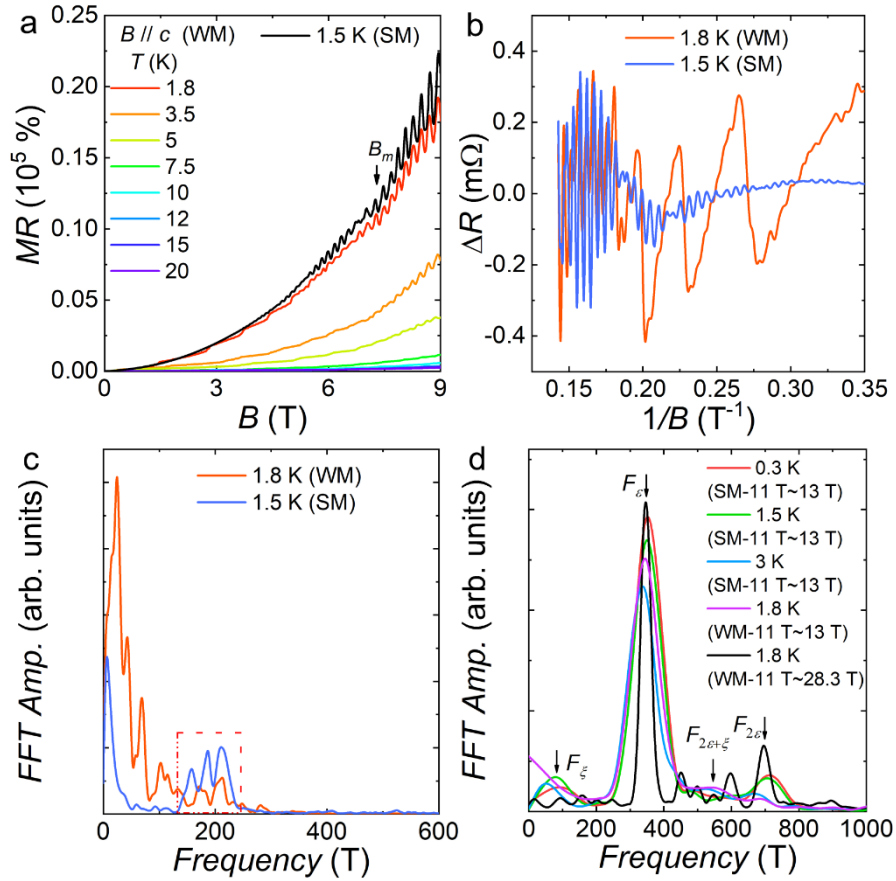 a
B // c (WM)
1.5 K (SM)
T (K)
1.8
3.5
5
7.5
10
12
15
20
B_m
MR (10^5 %)
0.25
0.20
0.15
0.10
0.05
0.00
0
3
6
9
B (T)
b
1.8 K (WM)
1.5 K (SM)
ΔR (mΩ)
0.4
0.2
0.0
-0.2
-0.4
0.15
0.20
0.25
0.30
0.35
1/B (T^-1)
c
1.8 K (WM)
1.5 K (SM)
FFT Amp. (arb. units)
0
200
400
600
Frequency (T)
d
F_ε
0.3 K
(SM-11 T~13 T)
1.5 K
(SM-11 T~13 T)
3 K
(SM-11 T~13 T)
1.8 K
(WM-11 T~13 T)
1.8 K
(WM-11 T~28.3 T)
F_ξ
F_2ε+ξ
F_2ε
FFT Amp. (arb. units)
0
200
400
600
800
1000
Frequency (T)